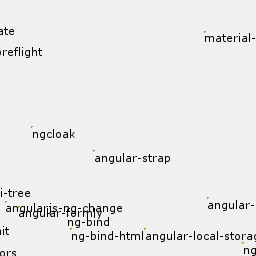 ate
material-
oreflight
ngcloak
angular-strap
i-tree
angularjs-ng-change
angular-
angular-formly
ng-bind
nit
ng-bind-html
angular-local-storag
ors
ng